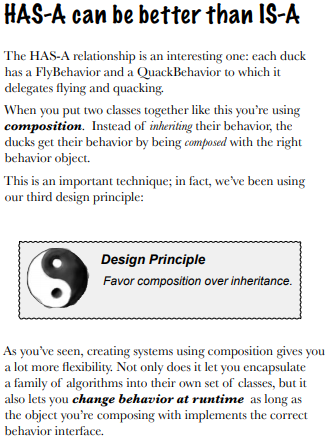 HAS-A can be better than IS-A
The HAS-A relationship is an interesting one: each duck
has a FlyBehavior and a QuackBehavior to which it
delegates flying and quacking.
When you put two classes together like this you’re using
composition. Instead of inheriting their behavior, the
ducks get their behavior by being composed with the right
behavior object.
This is an important technique; in fact, we’ve been using
our third design principle:
Design Principle
Favor composition over inheritance.
As you’ve seen, creating systems using composition gives you
a lot more flexibility. Not only does it let you encapsulate
a family of algorithms into their own set of classes, but it
also lets you change behavior at runtime as long as
the object you’re composing with implements the correct
behavior interface.